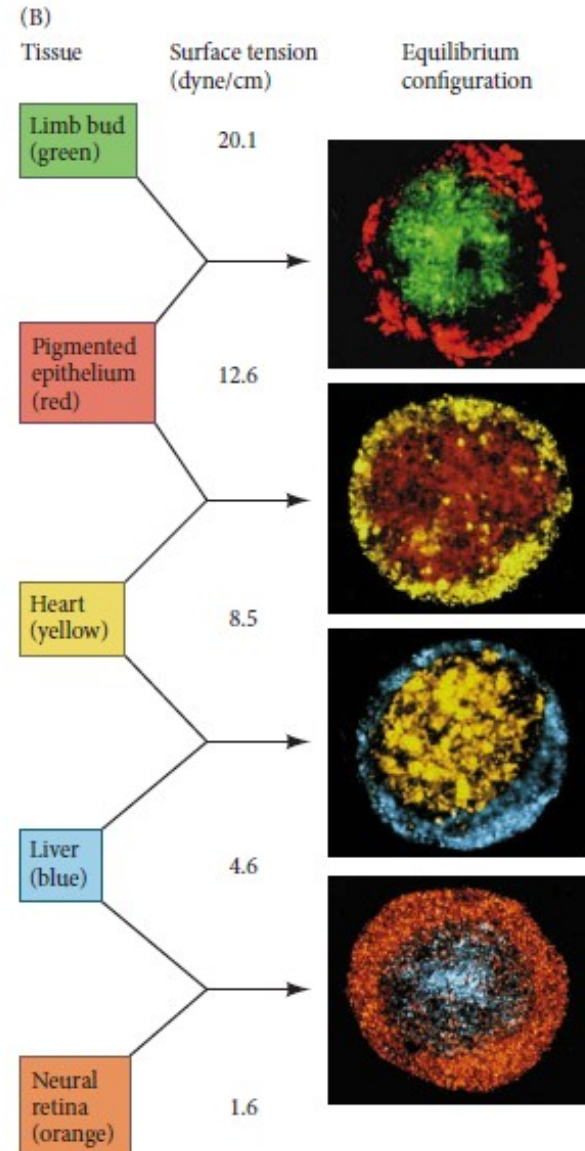 (B)
Tissue
Surface tension
(dyne/cm)
Equilibrium
configuration
Limb bud
(green)
20.1
Pigmented
epithelium
(red)
12.6
Heart
(yellow)
8.5
Liver
(blue)
4.6
Neural
retina
(orange)
1.6